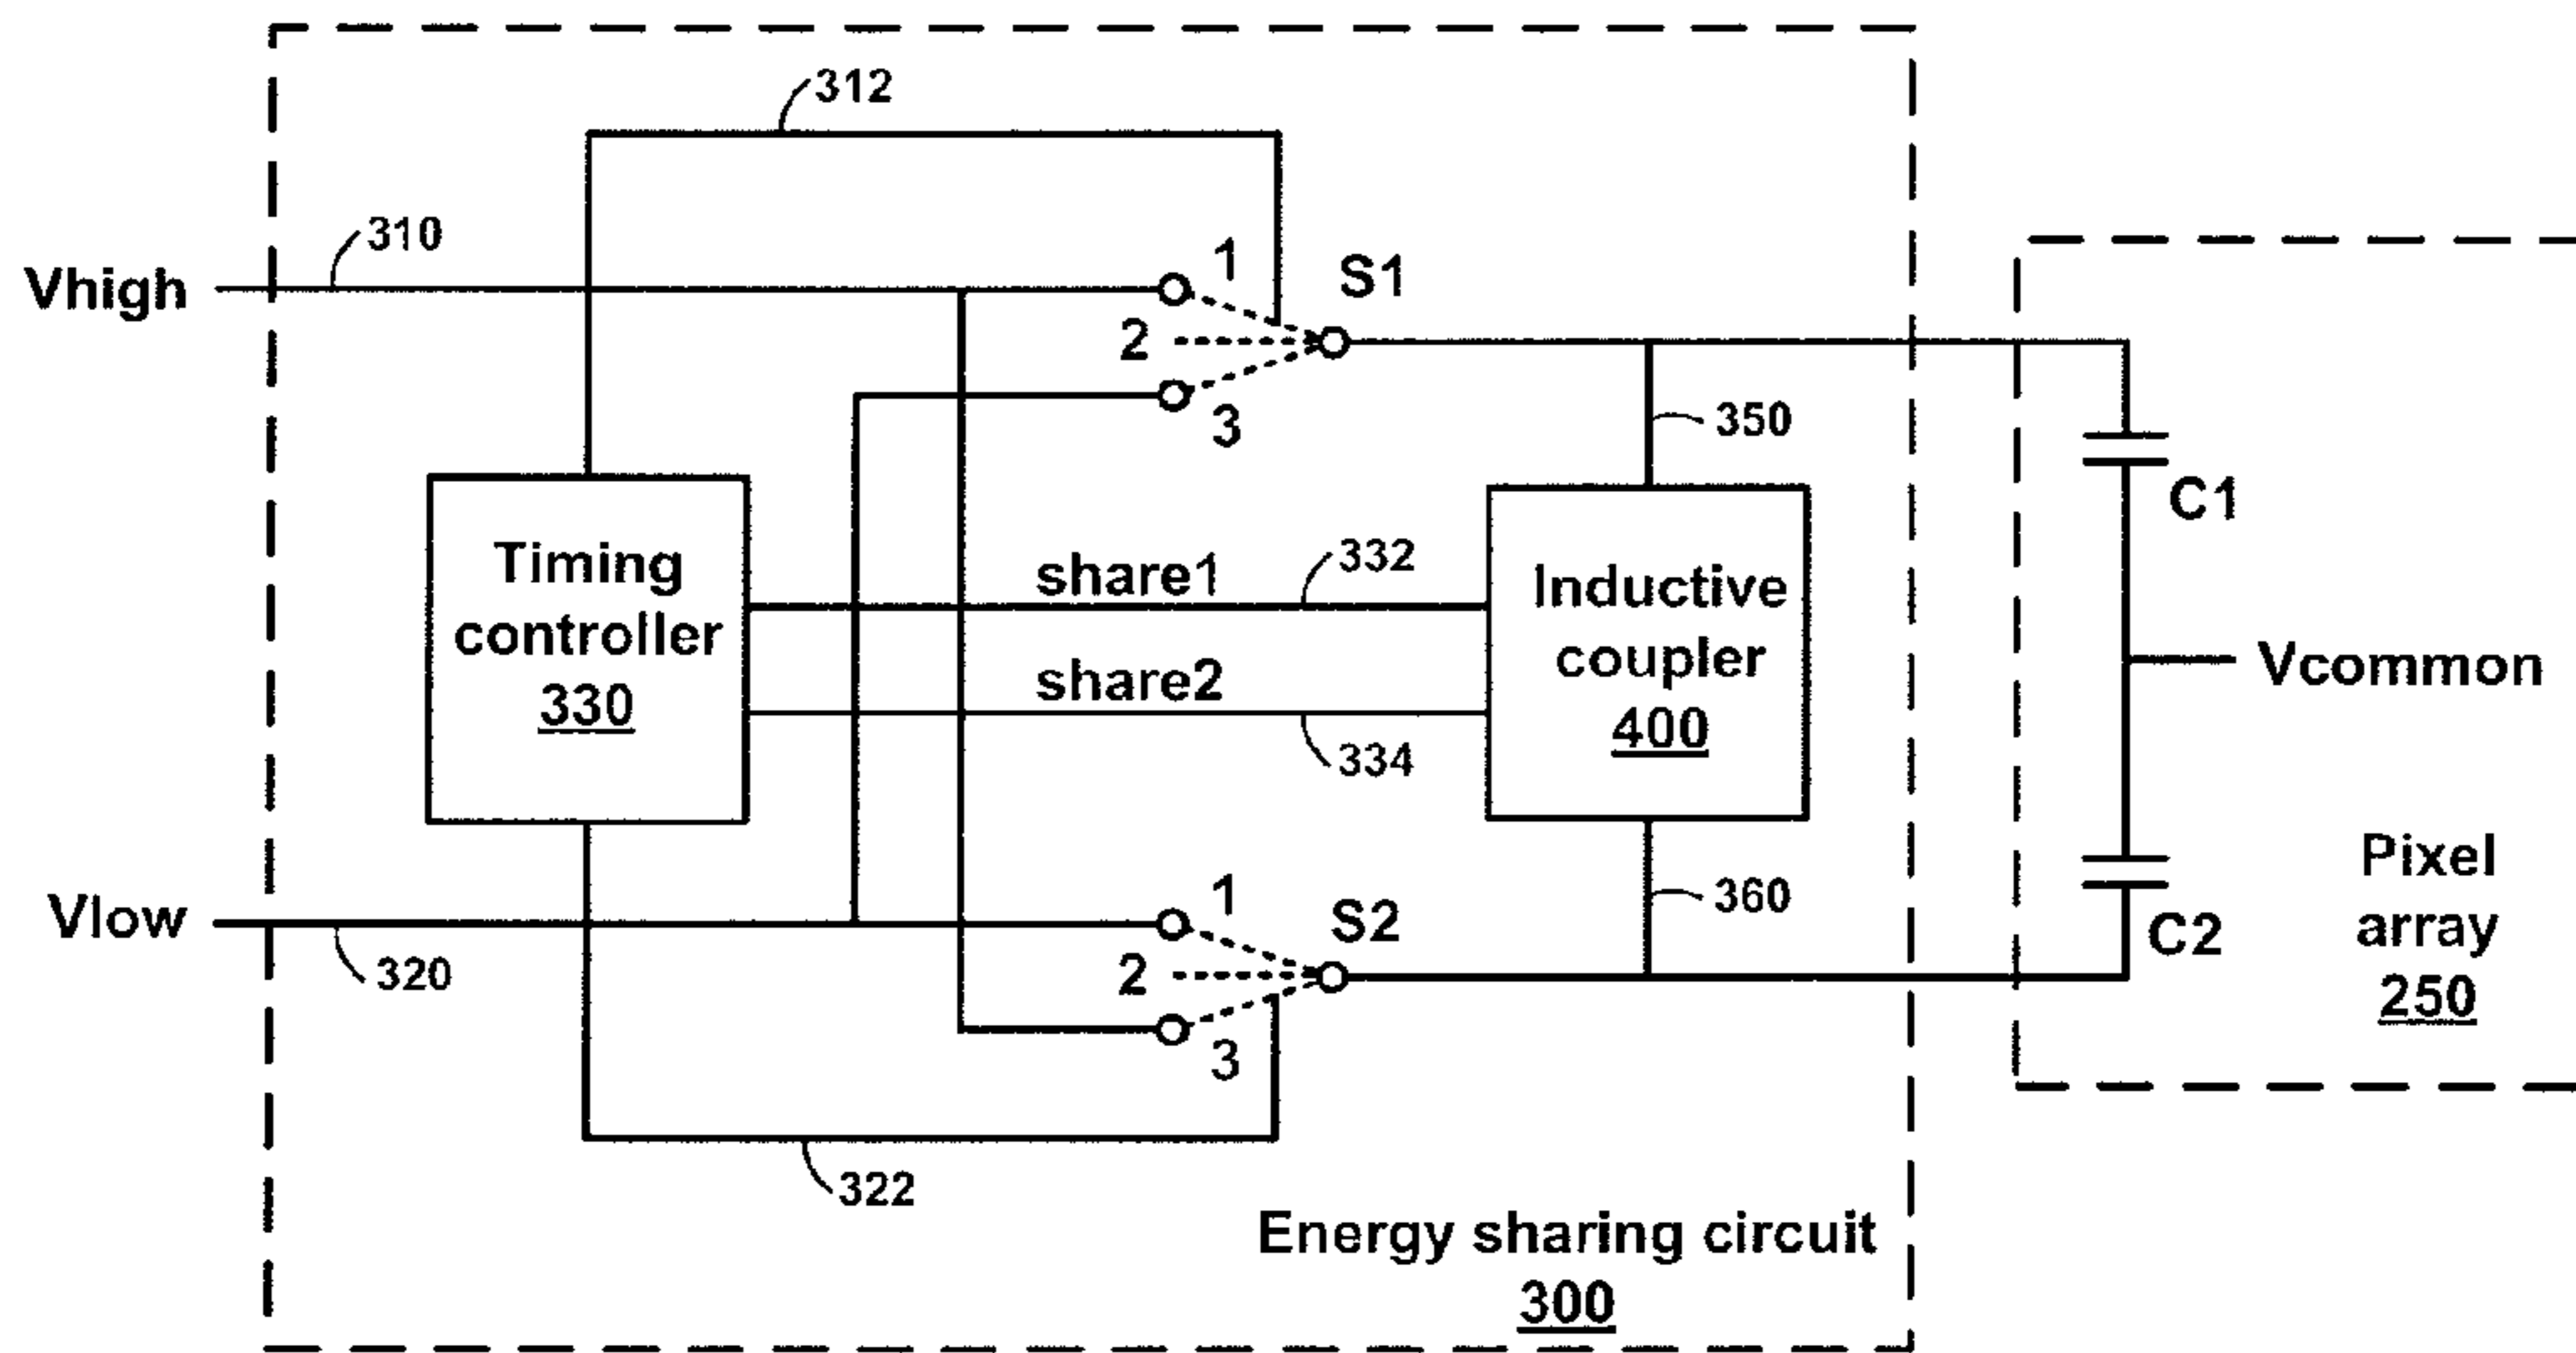 312
310
Vhigh
1
S1
2
3
350
C1
Timing
controller
330
share1
332
Inductive
coupler
400
share2
334
Vcommon
Vlow
320
1
S2
2
3
360
C2
Pixel
array
250
322
Energy sharing circuit
300